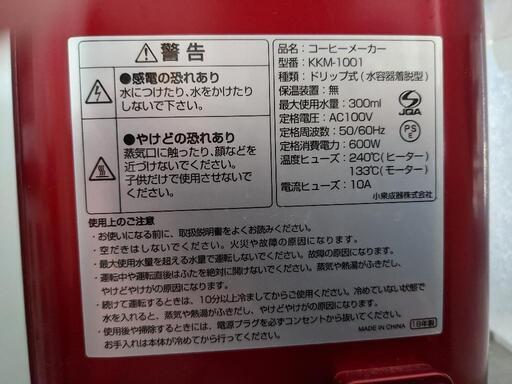 警告
●感電の恐れあり
水につけたり、水をかけたり
しないで下さい。
●やけどの恐れあり
蒸気口に触ったり、顔などを
近づけないでください。
子供だけで使用させないで
ください。
品名：コーヒーメーカー
型番：KKM-1001
種類：ドリップ式（水容器着脱型）
保温装置：無
最大使用水量：300ml
定格電圧：AC100V
定格周波数：50/60Hz
定格消費電力：600W
温度ヒューズ：240℃（ヒーター）
133℃（モーター）
電流ヒューズ：10A
JQA
PS
E
小泉成器株式会社
使用上のご注意
・お使いになる前に、取扱説明書をよくお読みください。
・空だきはしないでください。火災や故障の原因になります。
・最大使用水量を超える水量で運転しないでください。故障の原因になります。
・運転中や運転直後はふたを絶対に開けないでください。蒸気や熱湯がふきだし、
やけどやけがの原因になります。
・続けて運転するときは、10分以上冷ましてからご使用ください。冷めていない状態で
水を入れると、蒸気や熱湯がふきだし、やけどやけがの原因になります。
・使用後や掃除するときには、電源プラグを必ずコンセントから抜いてください。
お手入れは本体が冷めてから行ってください。
MADE IN CHINA
18年製